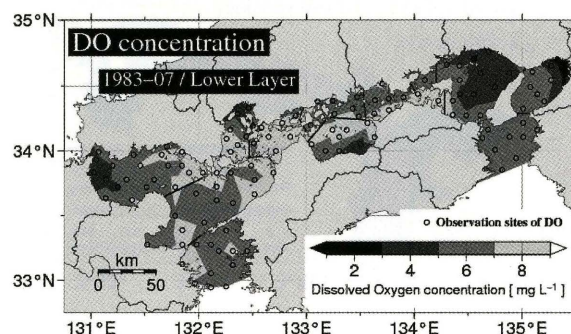 35°N
34°N
33°N
DO concentration
1983–07 / Lower Layer
Observation sites of DO
km
0 50
2 4 6 8
Dissolved Oxygen concentration [ mg L⁻¹ ]
131°E 132°E 133°E 134°E 135°E